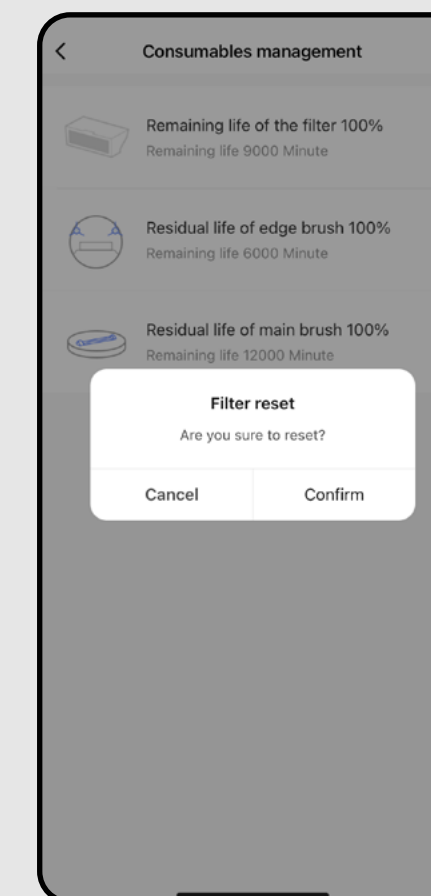 Consumables management
Remaining life of the filter 100%
Remaining life 9000 Minute
Residual life of edge brush 100%
Remaining life 6000 Minute
Residual life of main brush 100%
Remaining life 12000 Minute
Filter reset
Are you sure to reset?
Cancel
Confirm